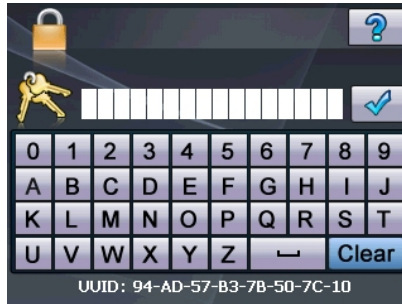 ?
0 1 2 3 4 5 6 7 8 9
A B C D E F G H I J
K L M N O P Q R S T
U V W X Y Z Clear
UUID: 94-AD-57-B3-7B-50-7C-10